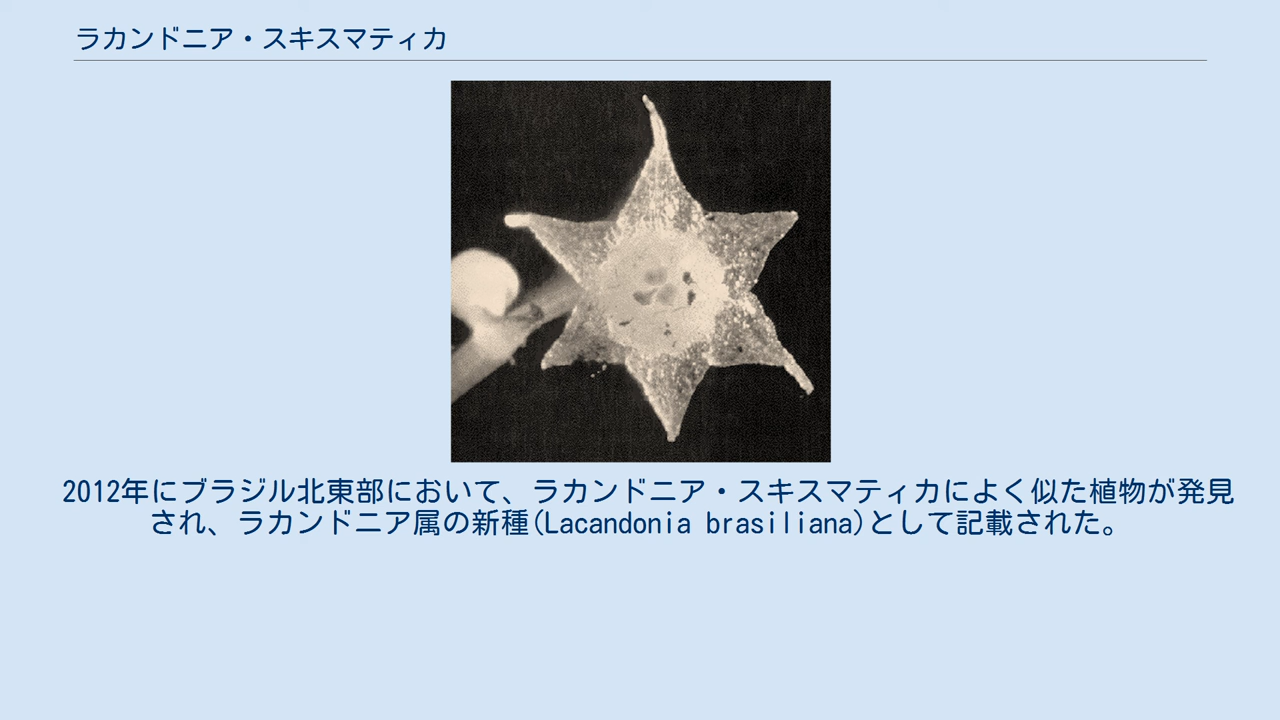 ラカンドニア・スキスマティカ
2012年にブラジル北東部において、ラカンドニア・スキスマティカによく似た植物が発見
され、ラカンドニア属の新種(Lacandonia brasiliana)として記載された。